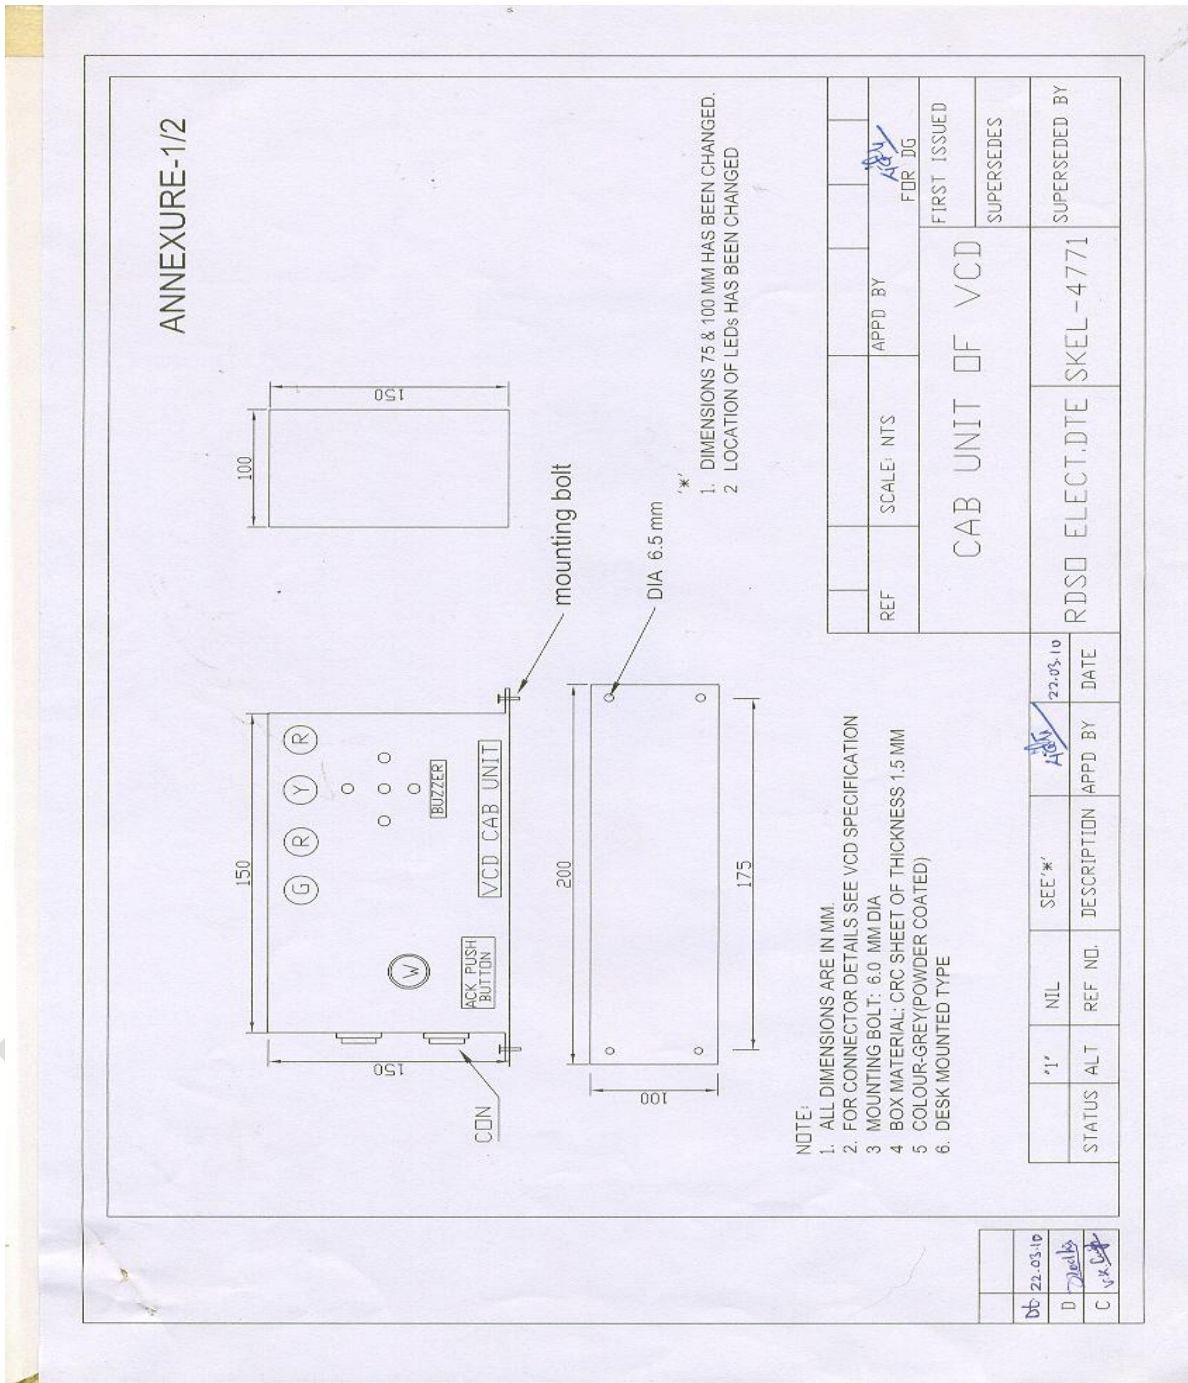 ANNEXURE-1/2
150
G R Y R
W
BUZZER
ACK PUSH
BUTTON
VCD CAB UNIT
150
CON
mounting bolt
100
150
200
DIA 6.5 mm
'*'
175
100
1. DIMENSIONS 75 & 100 MM HAS BEEN CHANGED.
2 LOCATION OF LEDs HAS BEEN CHANGED
NOTE:
1. ALL DIMENSIONS ARE IN MM.
2. FOR CONNECTOR DETAILS SEE VCD SPECIFICATION
3 MOUNTING BOLT: 6.0 MM DIA
4 BOX MATERIAL: CRC SHEET OF THICKNESS 1.5 MM
5 COLOUR-GREY(POWDER COATED)
6. DESK MOUNTED TYPE
REF SCALE: NTS APPD BY FOR DG
CAB UNIT OF VCD
FIRST ISSUED
SUPERSEDES
RDSO ELECT.DTE SKEL-4771 SUPERSEDED BY
"1" NIL SEE'*' 22.03.10
STATUS ALT REF NO. DESCRIPTION APPD BY DATE
Dt 22.03.10
D
C